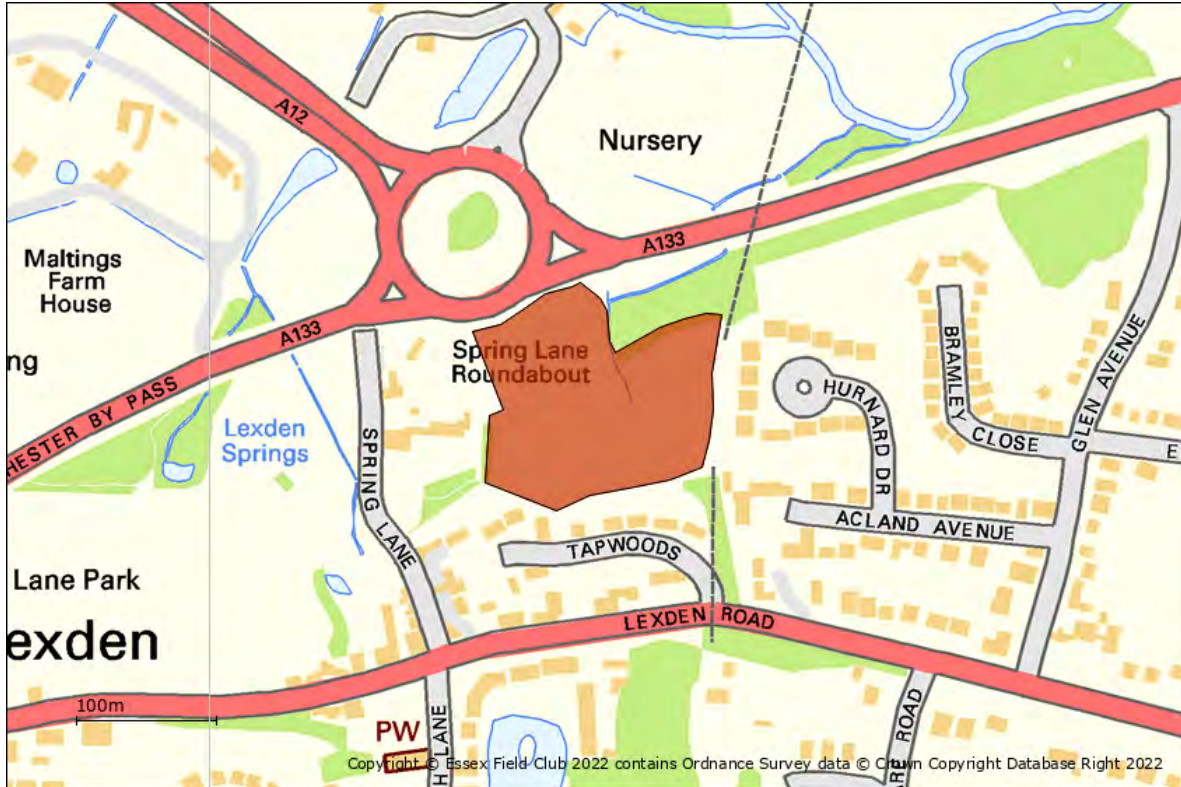 A12
Nursery
A133
Maltings
Farm
House
A133
ng
HESTER BY PASS
Spring Lane
Roundabout
Lexden
Springs
SPRING LANE
HURNARD DR
BRAMLEY
CLOSE
GLEN AVENUE
E
ACLAND AVENUE
TAPWOODS
Lane Park
exden
LEXDEN ROAD
100m
PW
H LANE
RE ROAD
Copyright © Essex Field Club 2022 contains Ordnance Survey data © Crown Copyright Database Right 2022